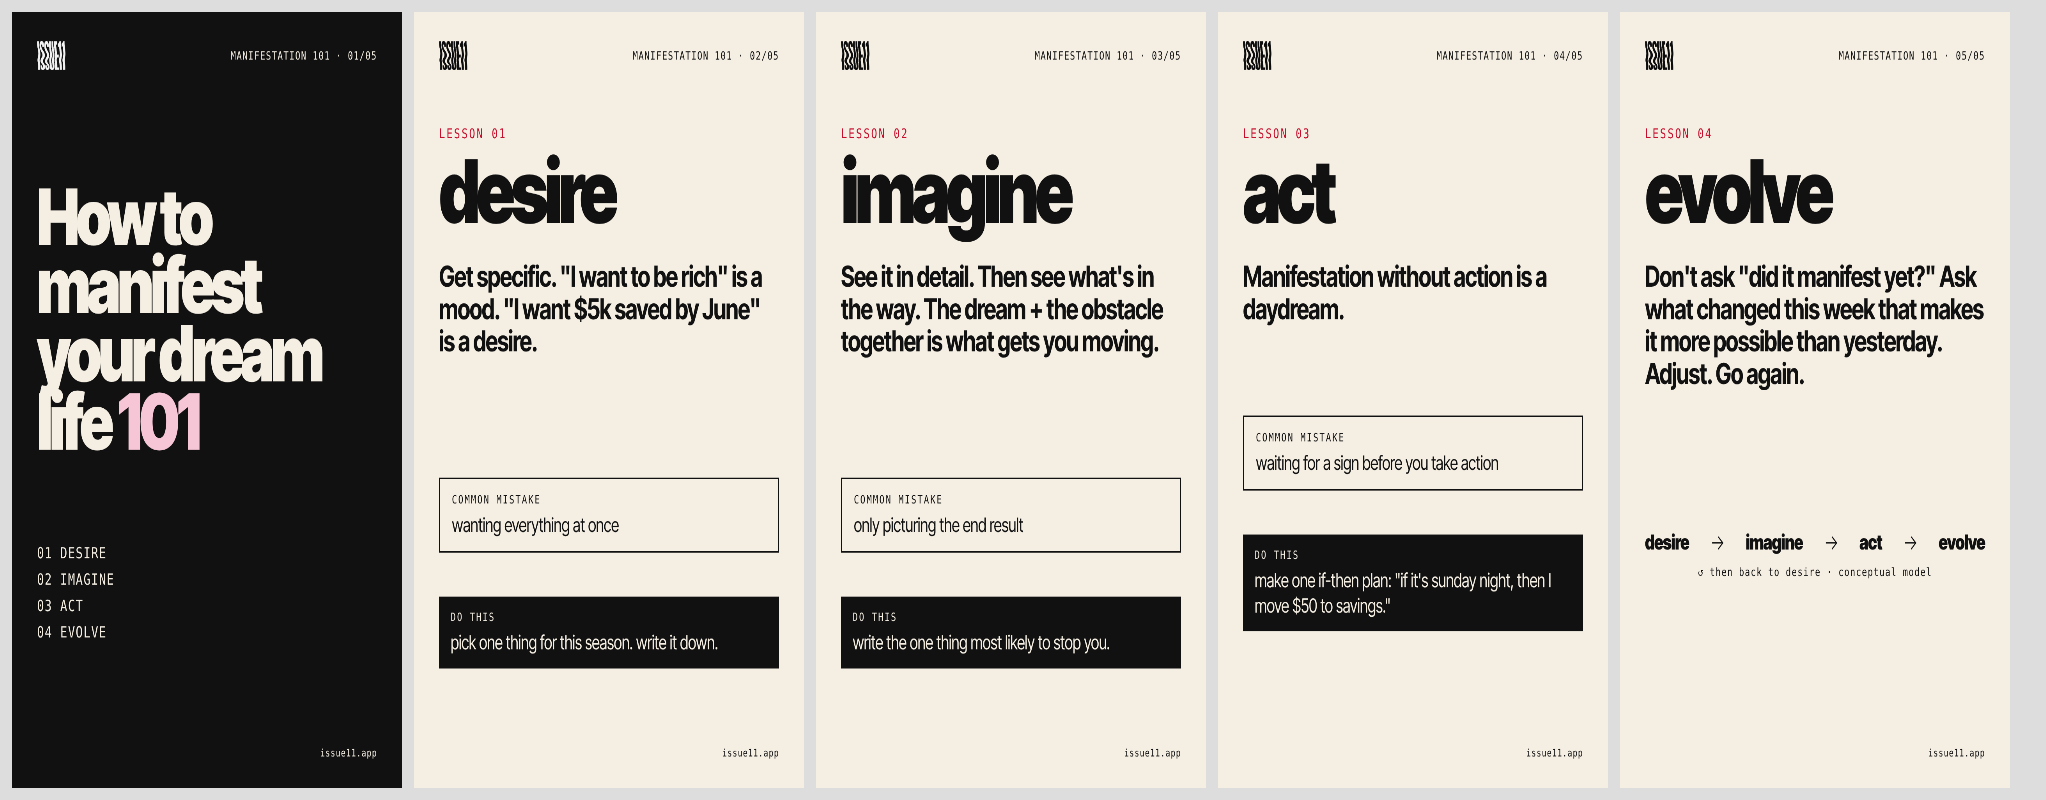 ISSUE11
MANIFESTATION 101 · 01/05
How to
manifest
your dream
life 101
01 DESIRE
02 IMAGINE
03 ACT
04 EVOLVE
issue11.app
ISSUE11
MANIFESTATION 101 · 02/05
LESSON 01
desire
Get specific. "I want to be rich" is a
mood. "I want $5k saved by June"
is a desire.
COMMON MISTAKE
wanting everything at once
DO THIS
pick one thing for this season. write it down.
issue11.app
ISSUE11
MANIFESTATION 101 · 03/05
LESSON 02
imagine
See it in detail. Then see what's in
the way. The dream + the obstacle
together is what gets you moving.
COMMON MISTAKE
only picturing the end result
DO THIS
write the one thing most likely to stop you.
issue11.app
ISSUE11
MANIFESTATION 101 · 04/05
LESSON 03
act
Manifestation without action is a
daydream.
COMMON MISTAKE
waiting for a sign before you take action
DO THIS
make one if-then plan: "if it's sunday night, then I
move $50 to savings."
issue11.app
ISSUE11
MANIFESTATION 101 · 05/05
LESSON 04
evolve
Don't ask "did it manifest yet?" Ask
what changed this week that makes
it more possible than yesterday.
Adjust. Go again.
desire → imagine → act → evolve
↺ then back to desire · conceptual model
issue11.app